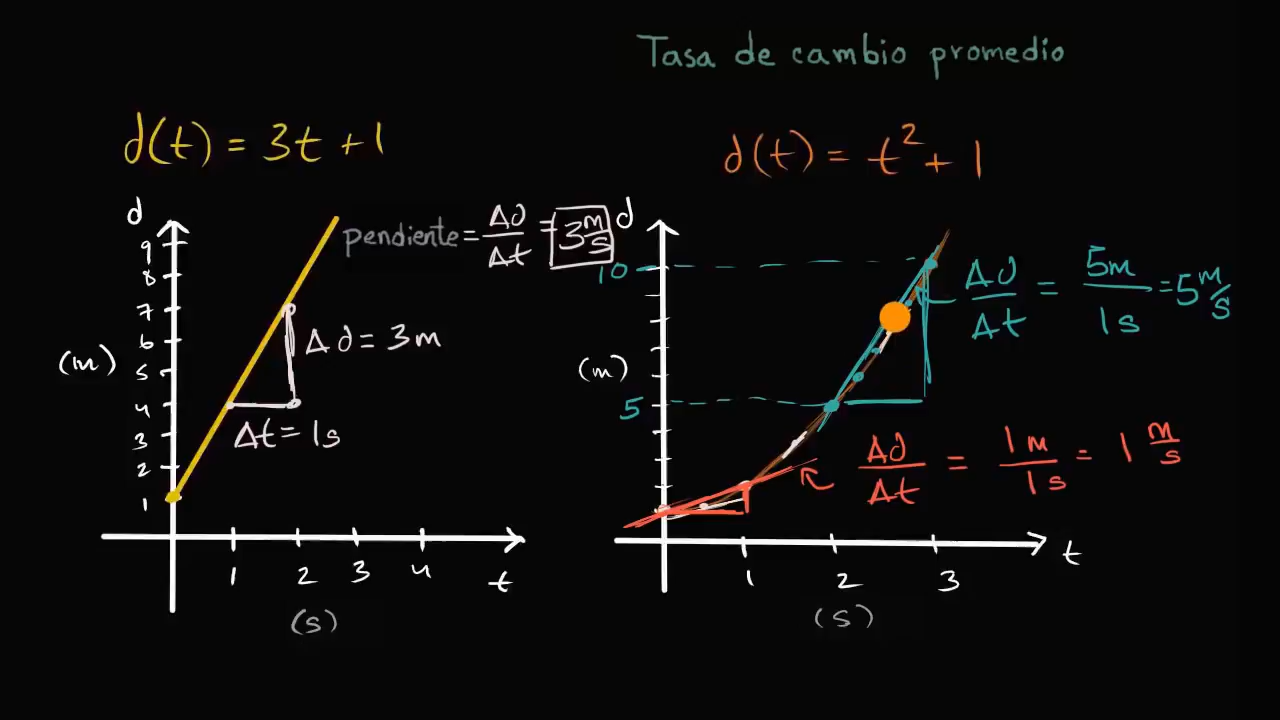 Tasa de cambio promedio
d(t) = 3t + 1
d(t) = t² + 1
d
pendiente = Δd/Δt = 3 m/s
9
8
7
6
5
4
3
2
1
(m)
Δd = 3m
Δt = 1s
1 2 3 4 t
(s)
d
10
5
(m)
Δd/Δt = 5m/1s = 5 m/s
Δd/Δt = 1m/1s = 1 m/s
1 2 3 t
(s)